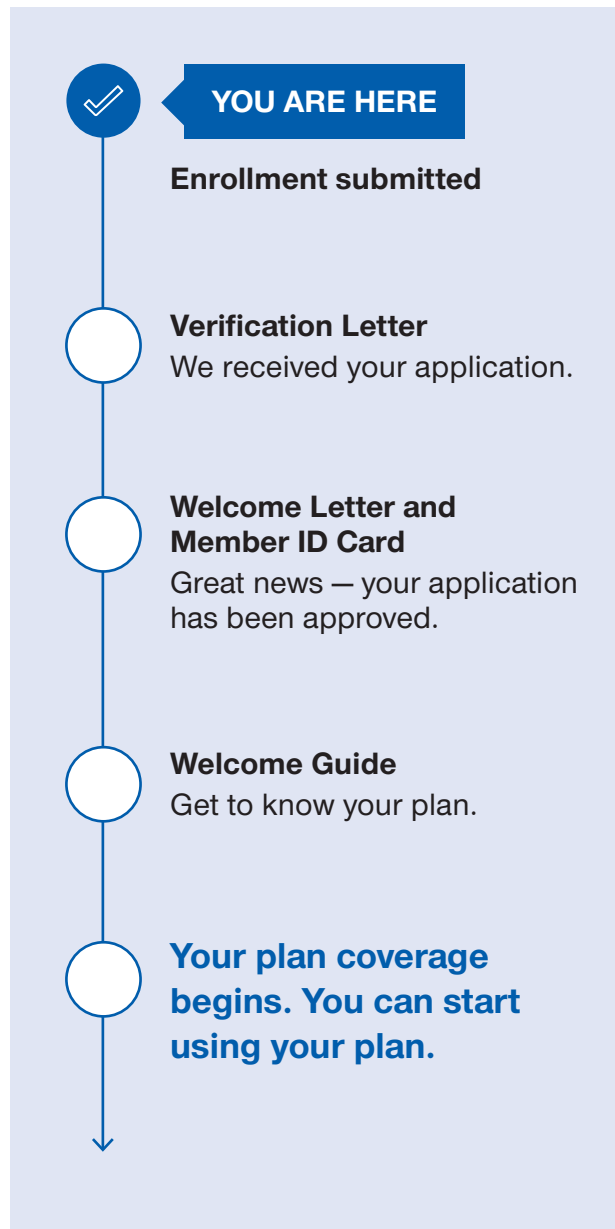 YOU ARE HERE
Enrollment submitted
Verification Letter
We received your application.
Welcome Letter and
Member ID Card
Great news — your application
has been approved.
Welcome Guide
Get to know your plan.
Your plan coverage
begins. You can start
using your plan.